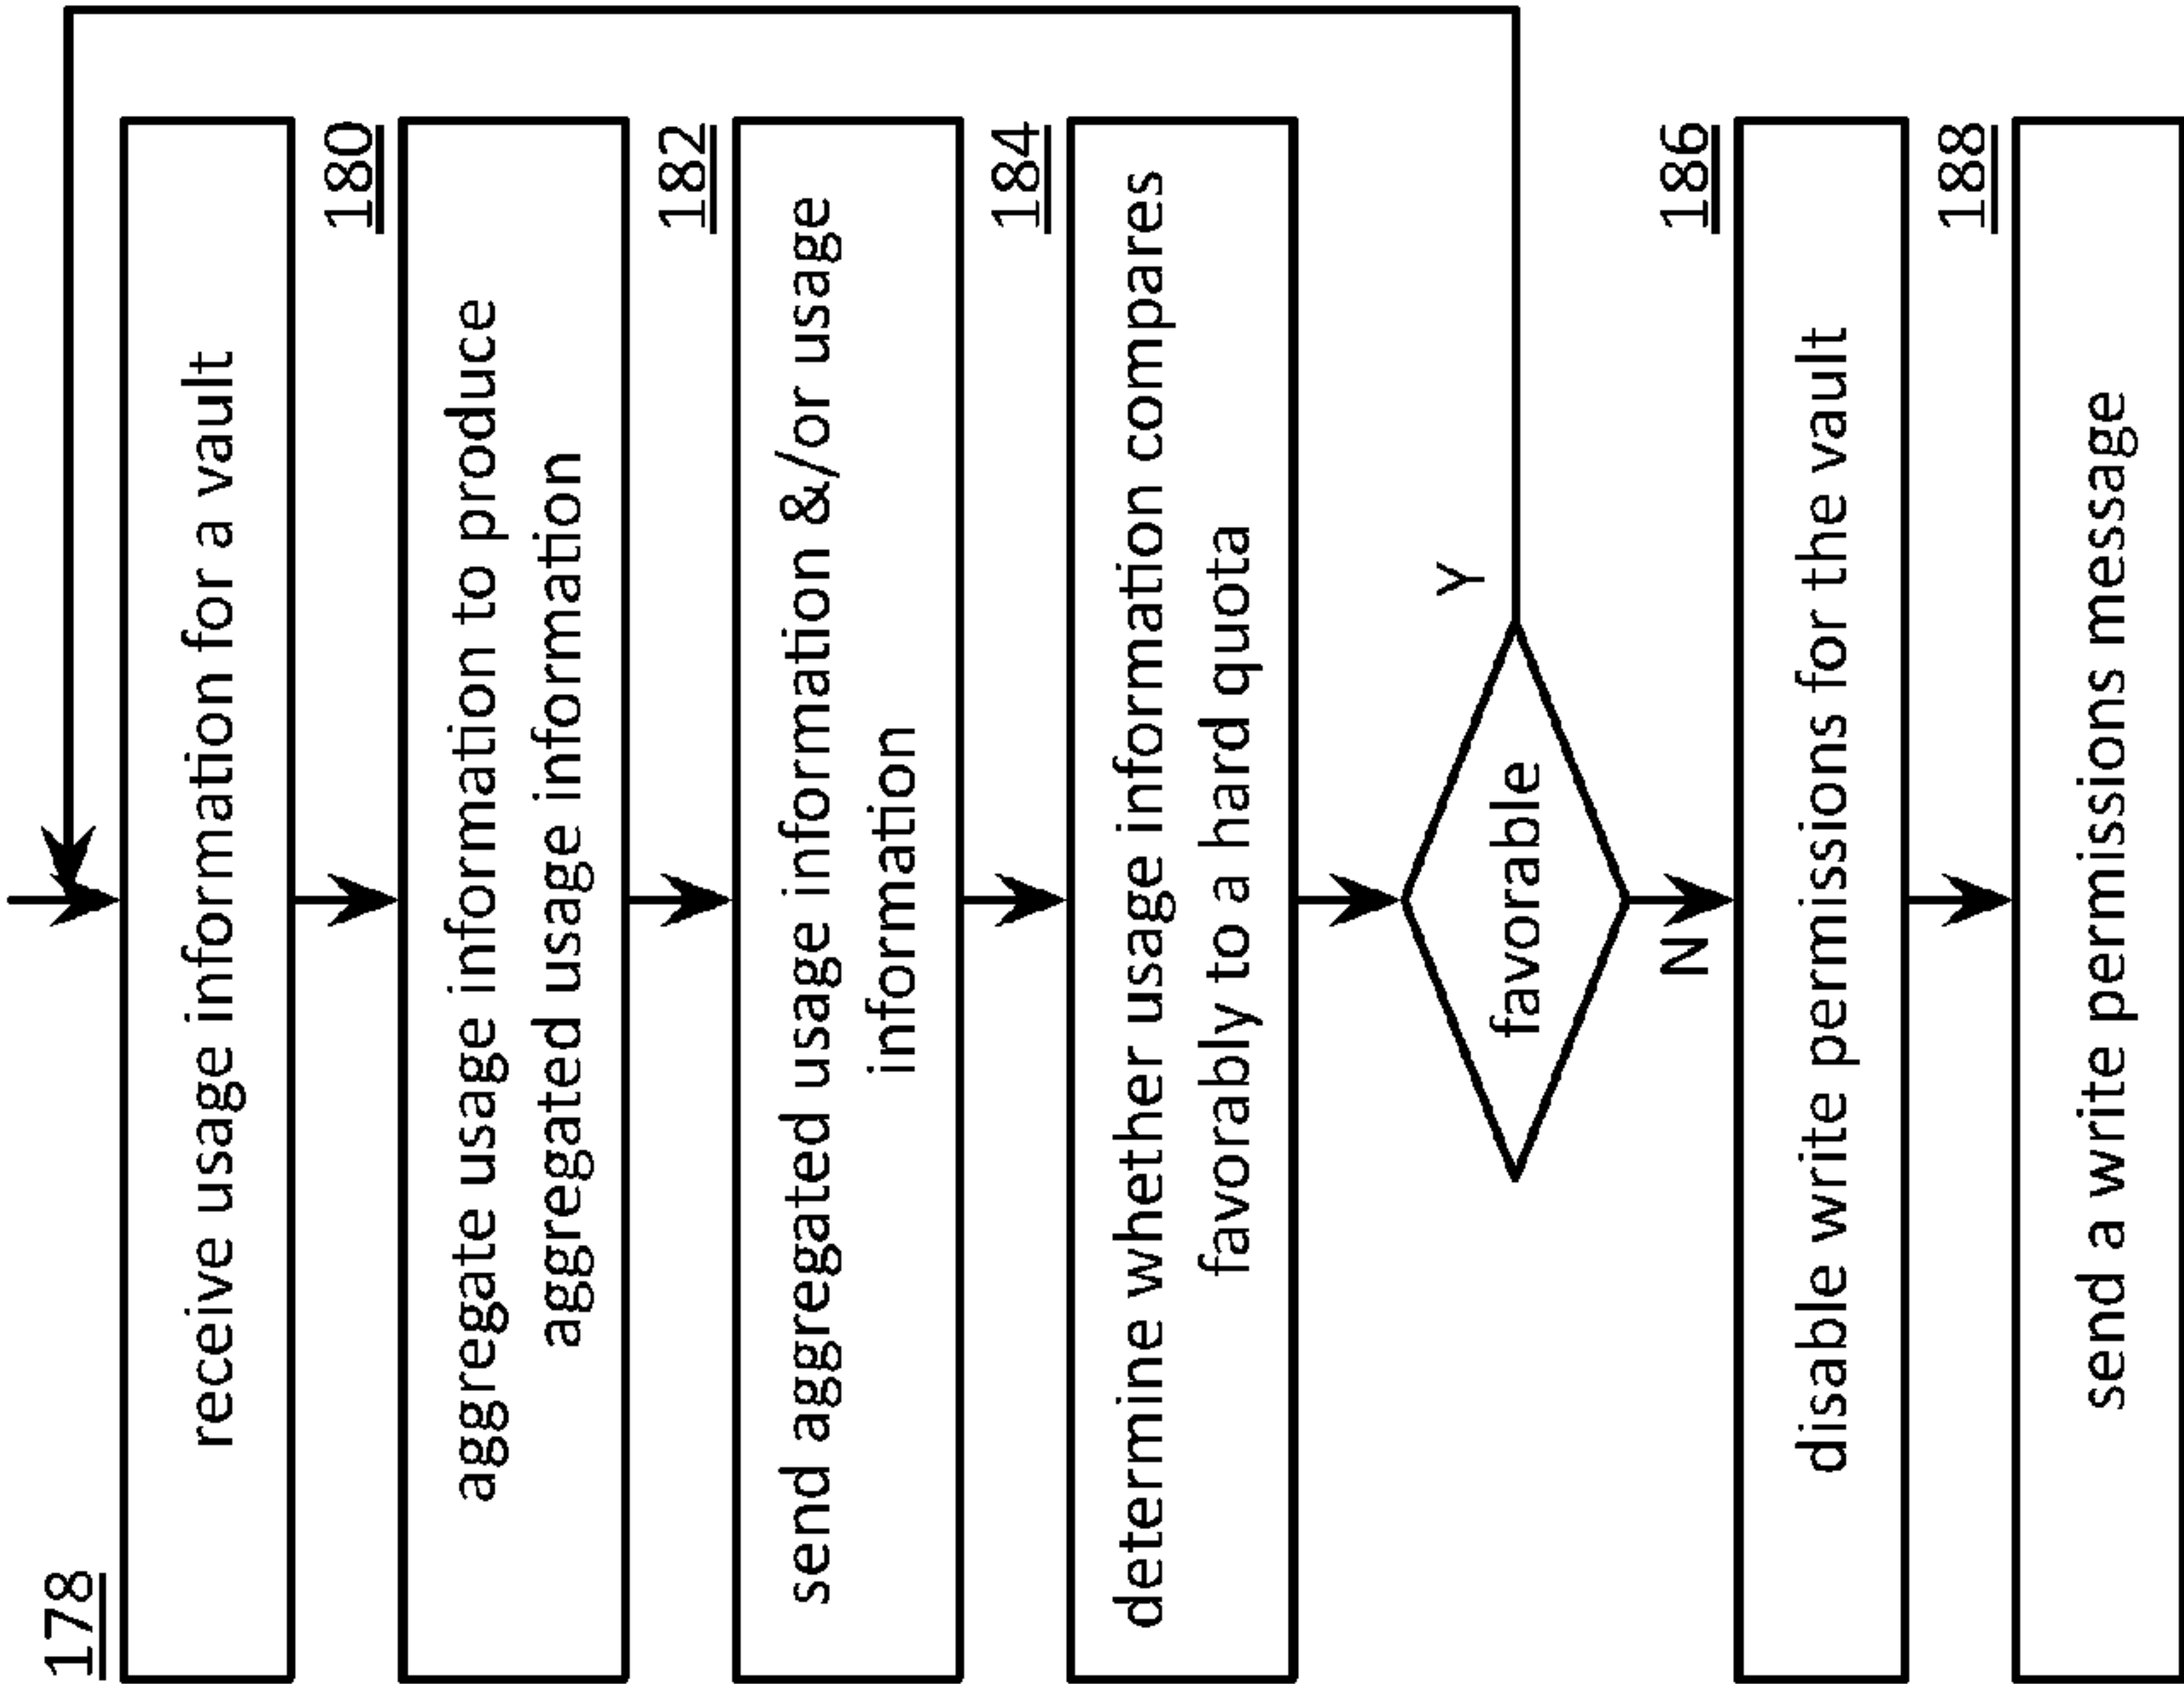 178
receive usage information for a vault
180
aggregate usage information to produce
aggregated usage information
182
send aggregated usage information &/or usage
information
184
determine whether usage information compares
favorably to a hard quota
favorable
Y
N
186
disable write permissions for the vault
188
send a write permissions message